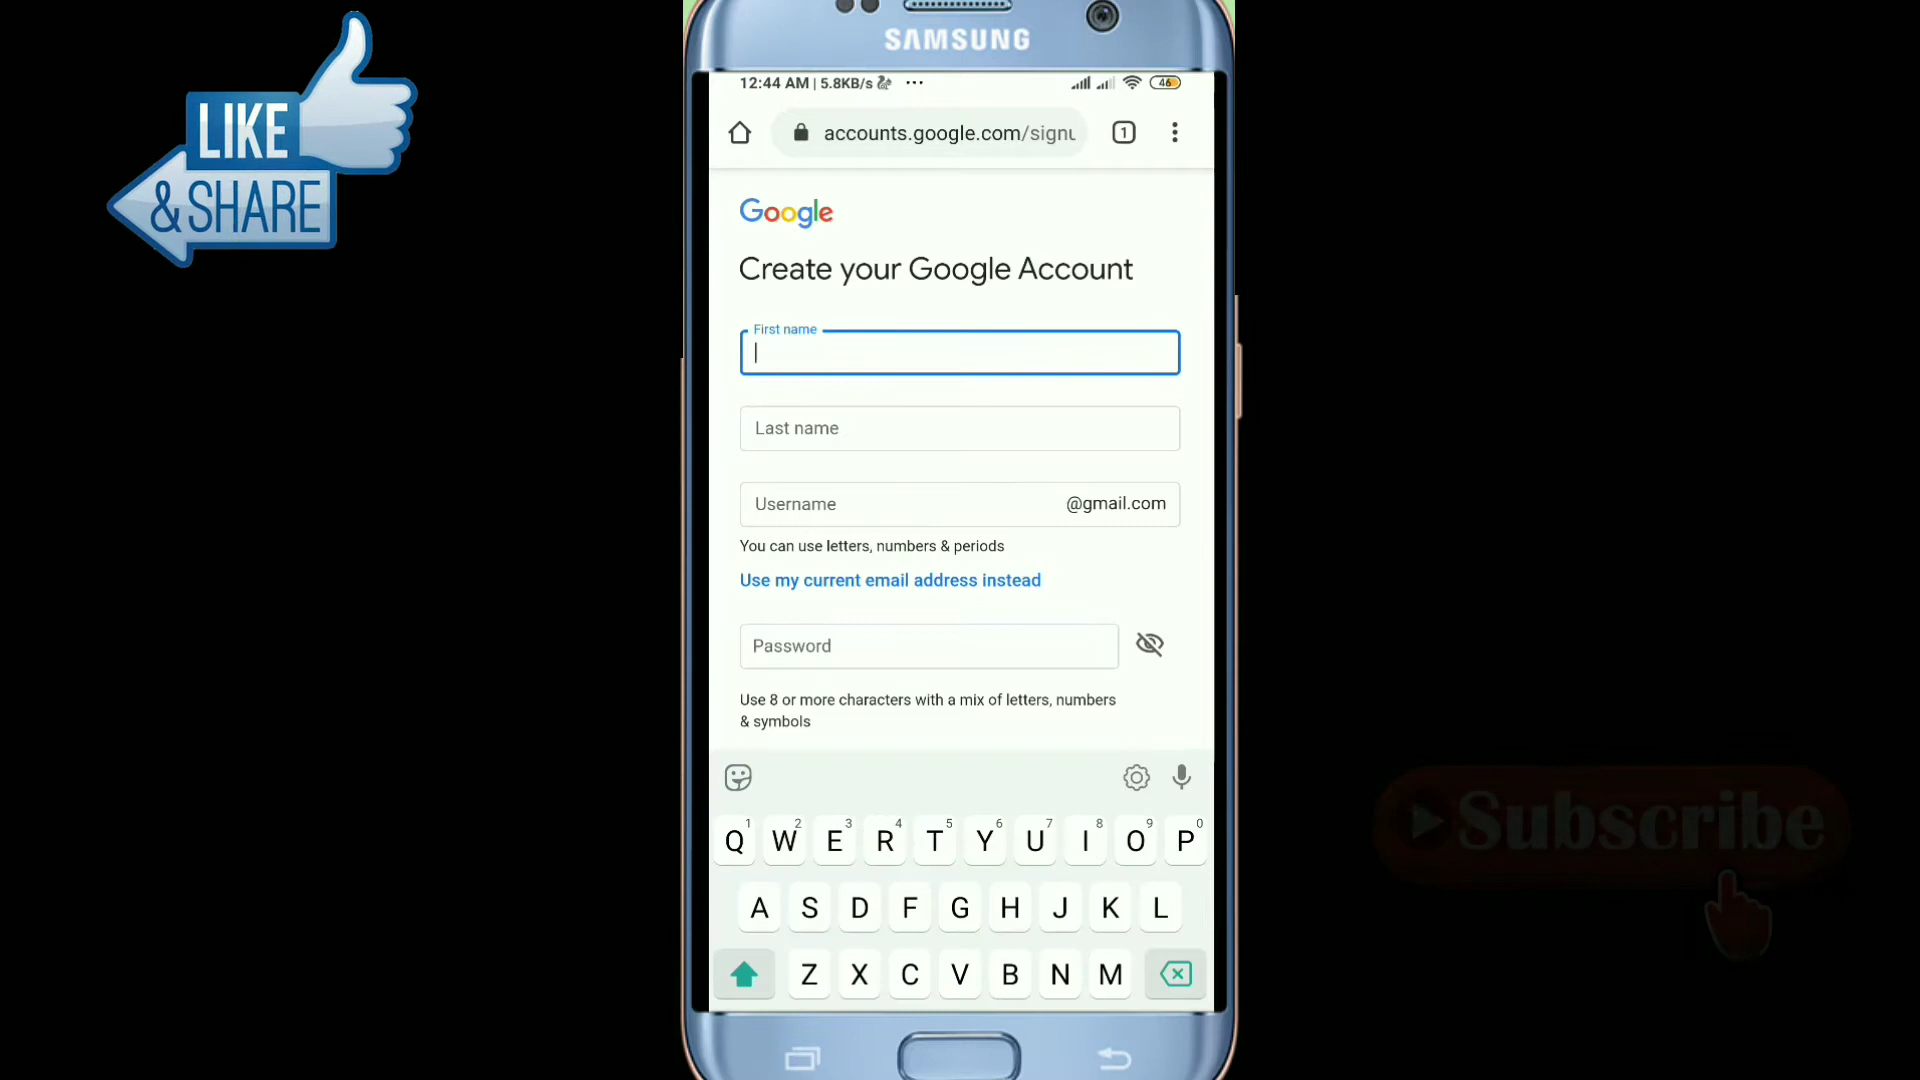 LIKE
& SHARE
SAMSUNG
12:44 AM | 5.8KB/s ... 46
accounts.google.com/signu 1
Google
Create your Google Account
First name
Last name
Username @gmail.com
You can use letters, numbers & periods
Use my current email address instead
Password
Use 8 or more characters with a mix of letters, numbers
& symbols
1 2 3 4 5 6 7 8 9 0
Q W E R T Y U I O P
A S D F G H J K L
Z X C V B N M
Subscribe